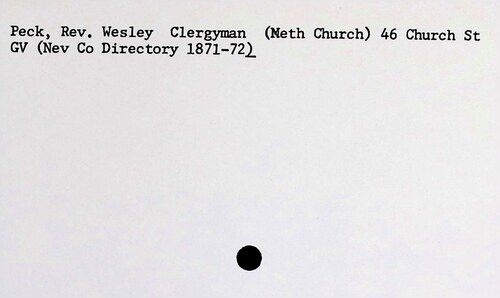 Peck, Rev. Wesley  Clergyman  (Meth Church) 46 Church St
GV (Nev Co Directory 1871-72)